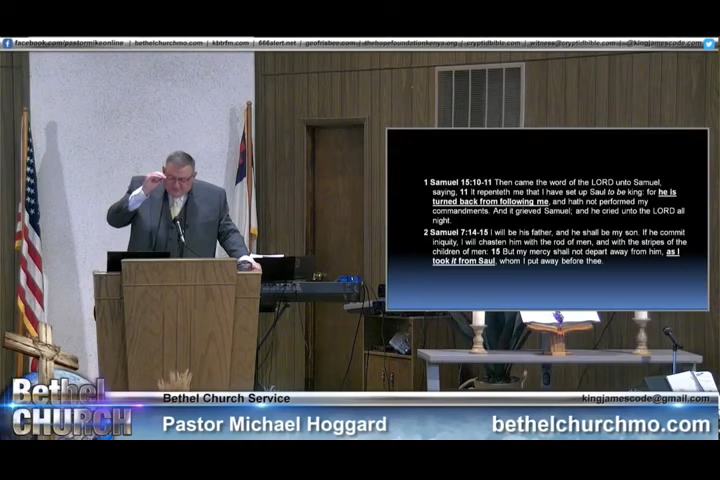 facebook.com/pastormikeonline | bethelchurchmo.com | kbtrfm.com | 666alert.net | geofrisbee.com | thehopefoundationkenya.org | cryptidbible.com | witness@cryptidbible.com | @kingjamescode
1 Samuel 15:10-11 Then came the word of the LORD unto Samuel,
saying, 11 It repenteth me that I have set up Saul to be king: for he is
turned back from following me, and hath not performed my
commandments. And it grieved Samuel; and he cried unto the LORD all
night.
2 Samuel 7:14-15 I will be his father, and he shall be my son. If he commit
iniquity, I will chasten him with the rod of men, and with the stripes of the
children of men: 15 But my mercy shall not depart away from him, as I
took it from Saul, whom I put away before thee.
Bethel
CHURCH
Bethel Church Service
kingjamescode@gmail.com
Pastor Michael Hoggard
bethelchurchmo.com